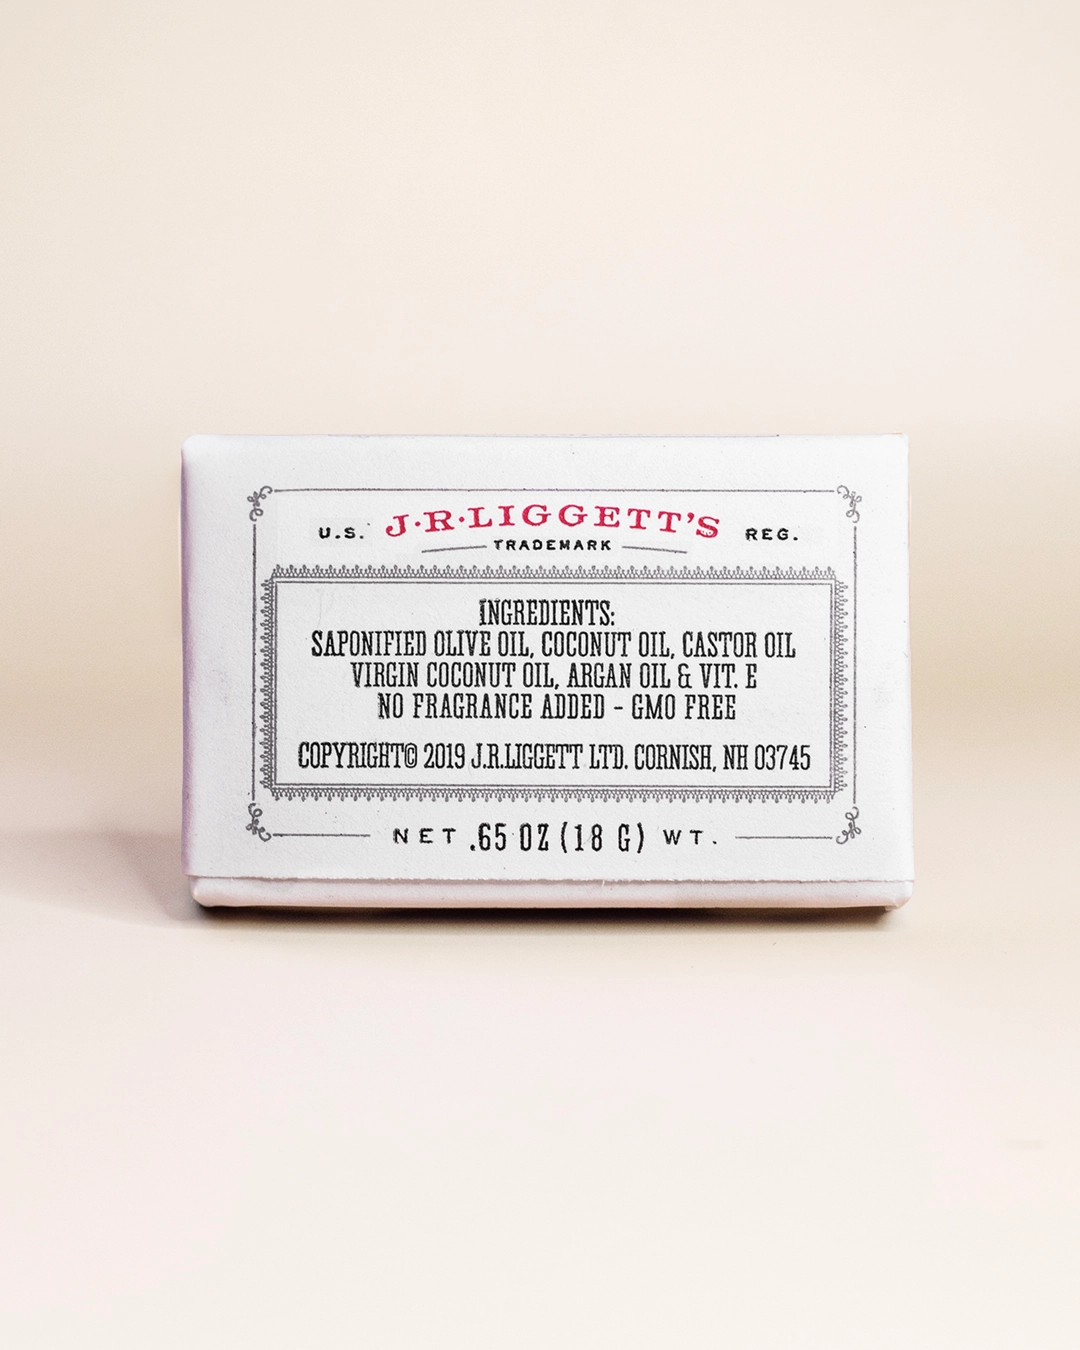 U.S. J·R·LIGGETT'S REG.
TRADEMARK
INGREDIENTS:
SAPONIFIED OLIVE OIL, COCONUT OIL, CASTOR OIL
VIRGIN COCONUT OIL, ARGAN OIL & VIT. E
NO FRAGRANCE ADDED - GMO FREE
COPYRIGHT© 2019 J.R.LIGGETT LTD. CORNISH, NH 03745
NET .65 OZ (18 G) WT.